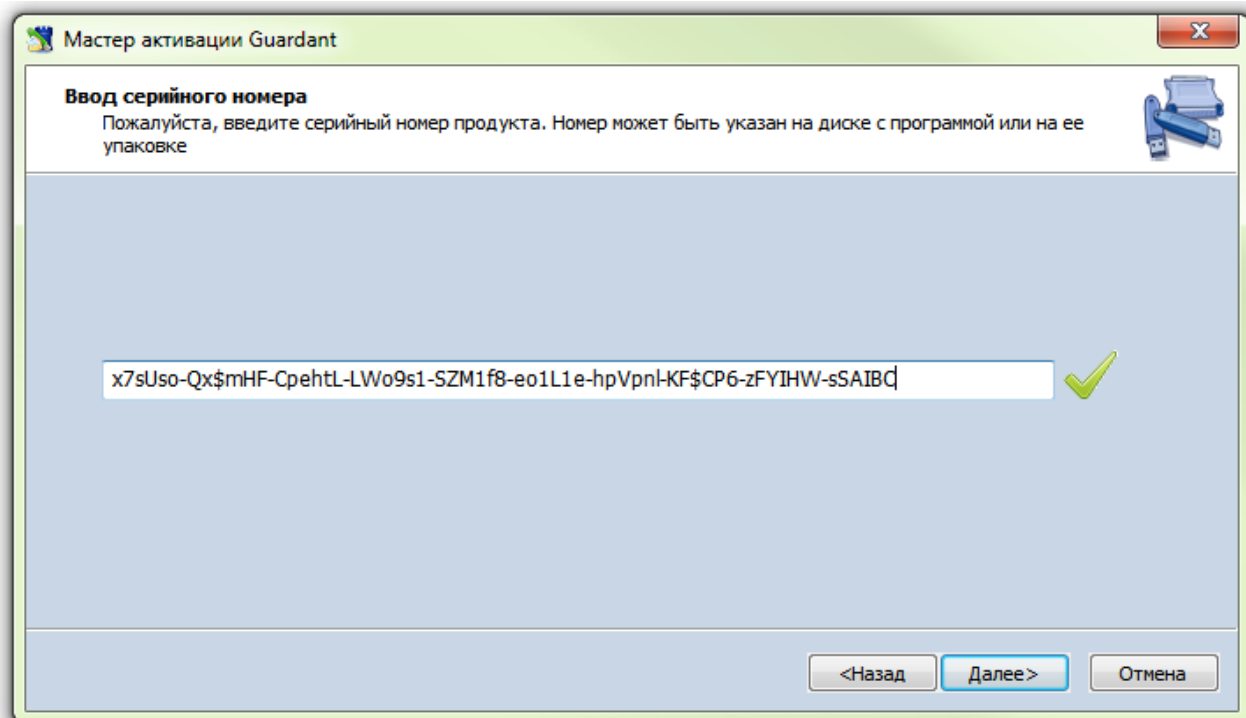 Мастер активации Guardant
Ввод серийного номера
Пожалуйста, введите серийный номер продукта. Номер может быть указан на диске с программой или на ее
упаковке
x7sUso-Qx$mHF-CpehtL-LWo9s1-SZM1f8-eo1L1e-hpVpnl-KF$CP6-zFYIHW-sSAIBC
<Назад
Далее>
Отмена